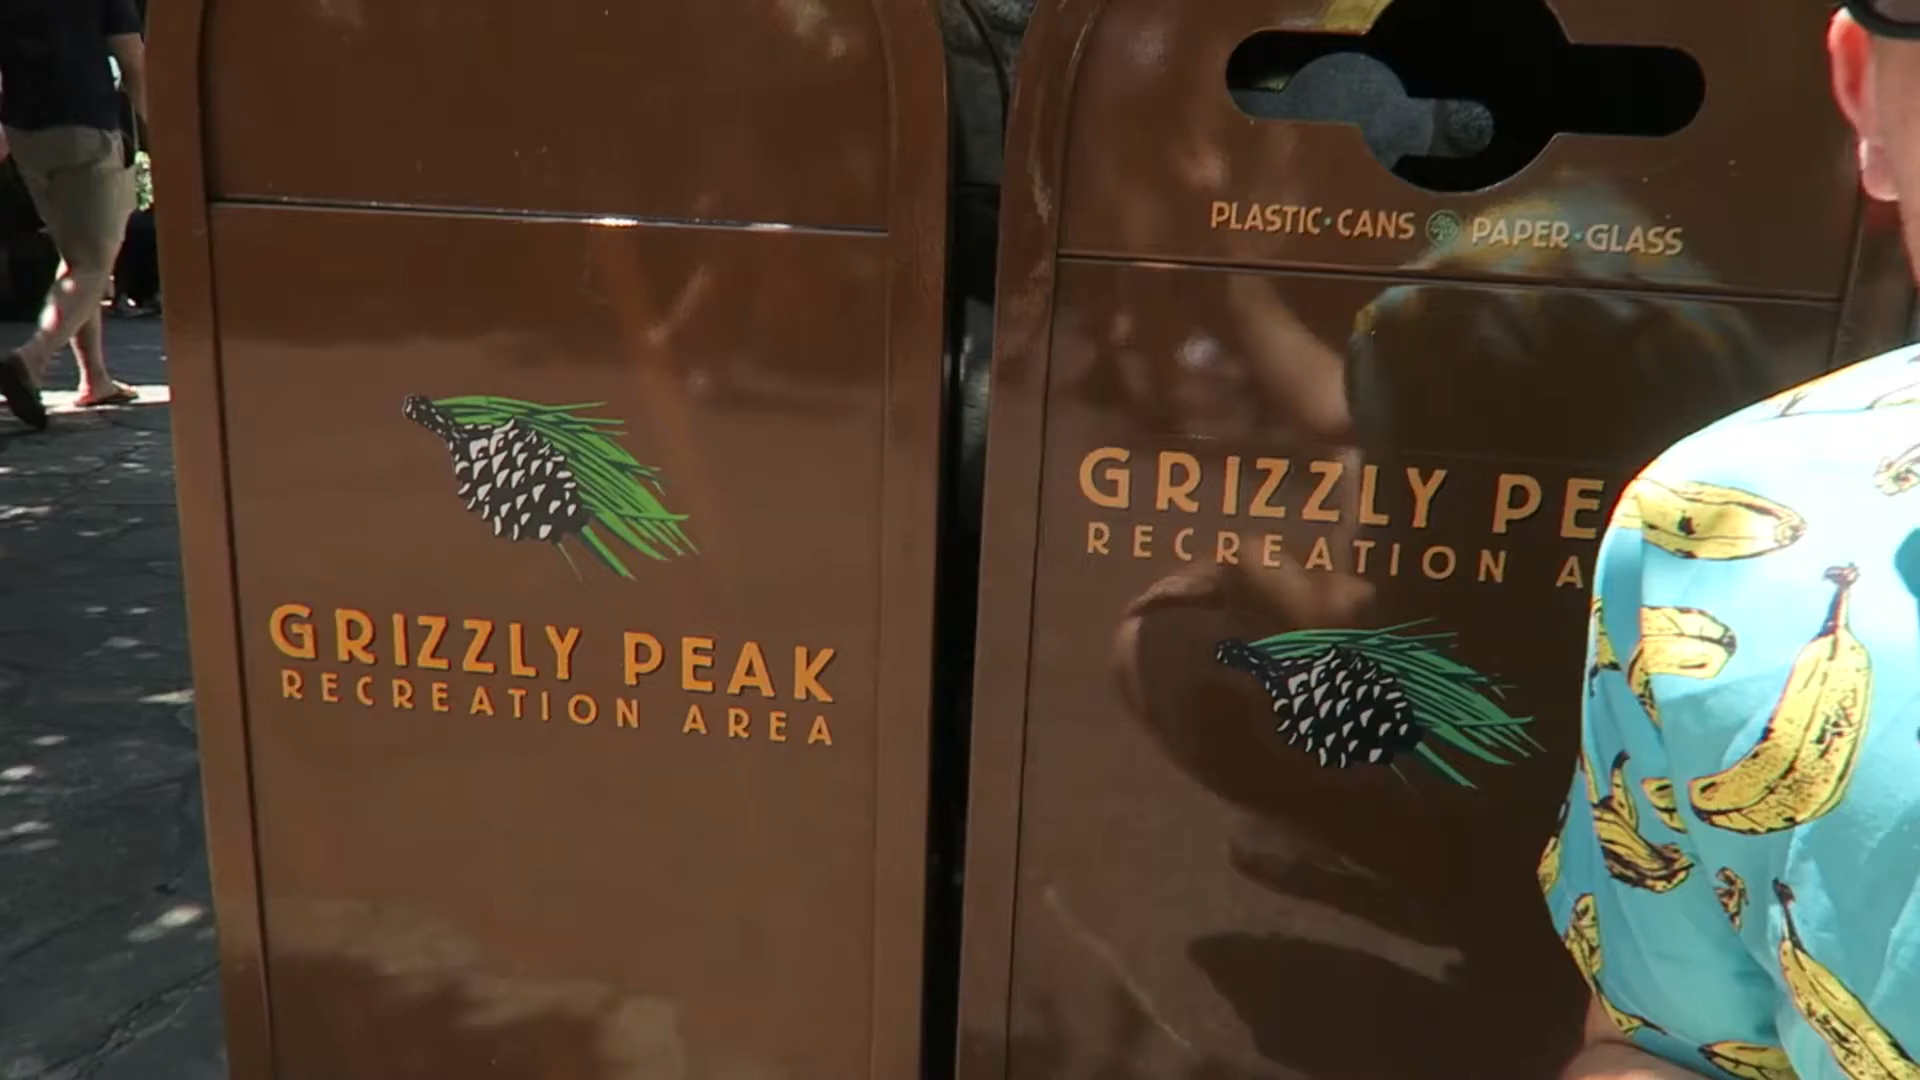 GRIZZLY PEAK
RECREATION AREA
PLASTIC·CANS PAPER·GLASS
GRIZZLY PE
RECREATION A